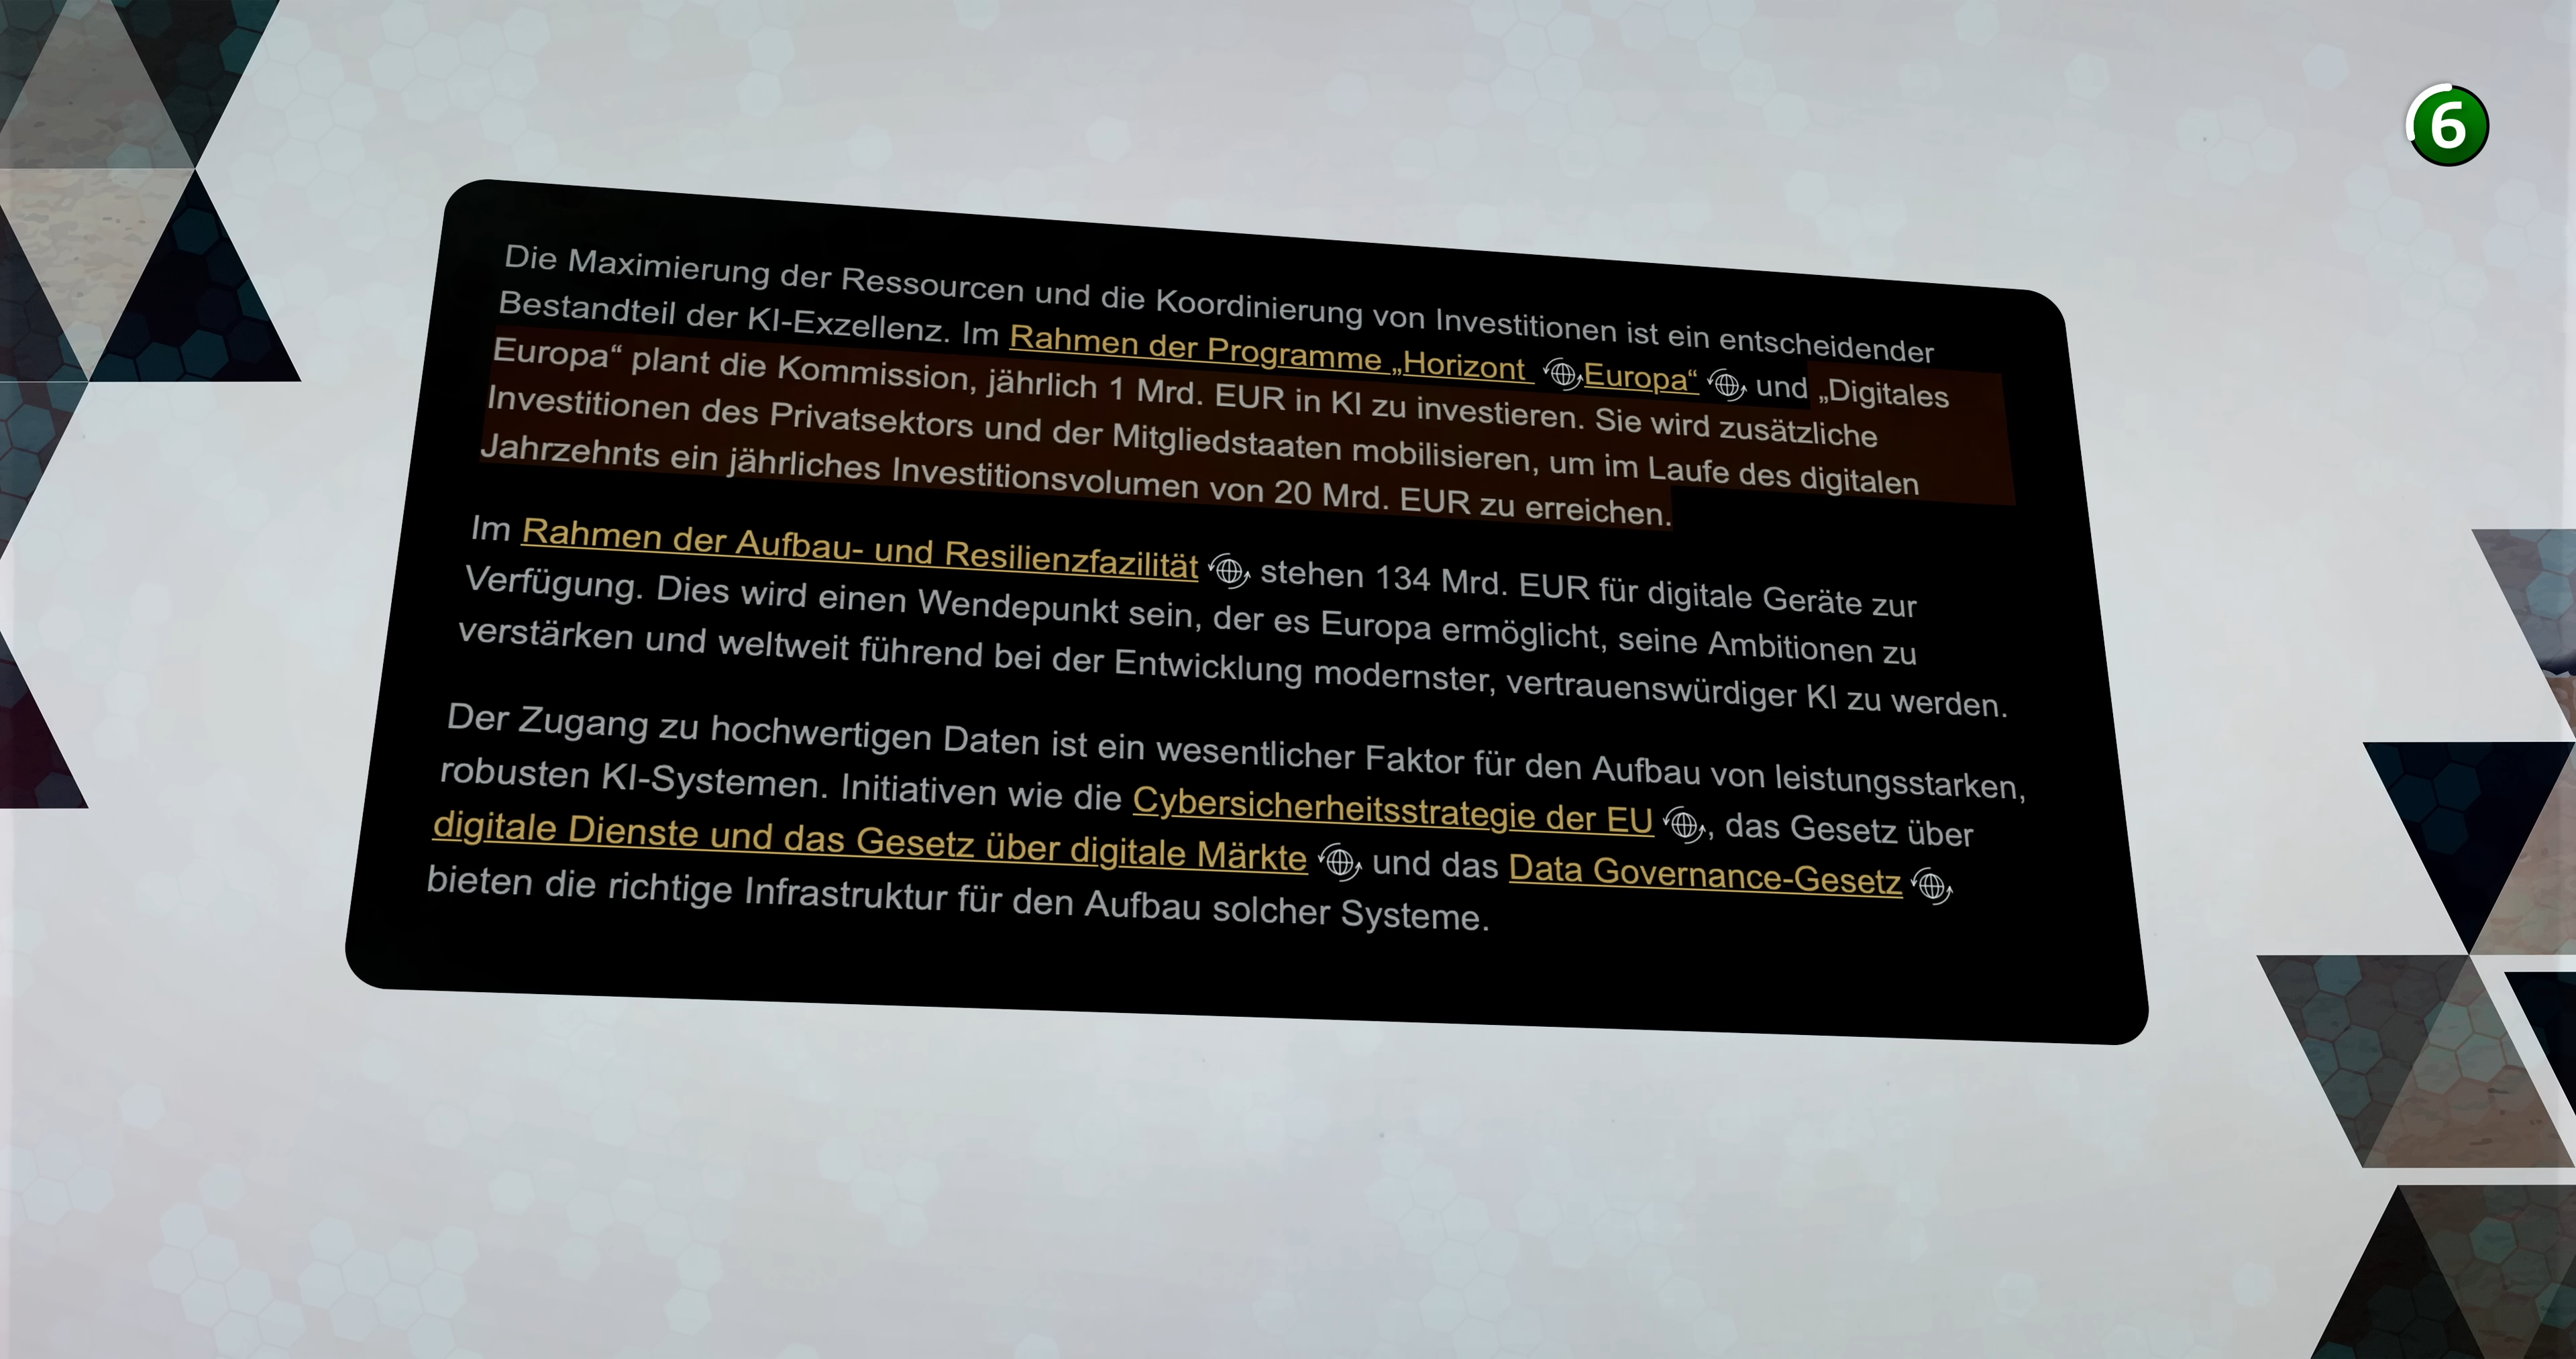 6
Die Maximierung der Ressourcen und die Koordinierung von Investitionen ist ein entscheidender
Bestandteil der KI-Exzellenz. Im Rahmen der Programme „Horizont Europa“ und „Digitales
Europa“ plant die Kommission, jährlich 1 Mrd. EUR in KI zu investieren. Sie wird zusätzliche
Investitionen des Privatsektors und der Mitgliedstaaten mobilisieren, um im Laufe des digitalen
Jahrzehnts ein jährliches Investitionsvolumen von 20 Mrd. EUR zu erreichen.
Im Rahmen der Aufbau- und Resilienzfazilität stehen 134 Mrd. EUR für digitale Geräte zur
Verfügung. Dies wird einen Wendepunkt sein, der es Europa ermöglicht, seine Ambitionen zu
verstärken und weltweit führend bei der Entwicklung modernster, vertrauenswürdiger KI zu werden.
Der Zugang zu hochwertigen Daten ist ein wesentlicher Faktor für den Aufbau von leistungsstarken,
robusten KI-Systemen. Initiativen wie die Cybersicherheitsstrategie der EU , das Gesetz über
digitale Dienste und das Gesetz über digitale Märkte und das Data Governance-Gesetz
bieten die richtige Infrastruktur für den Aufbau solcher Systeme.